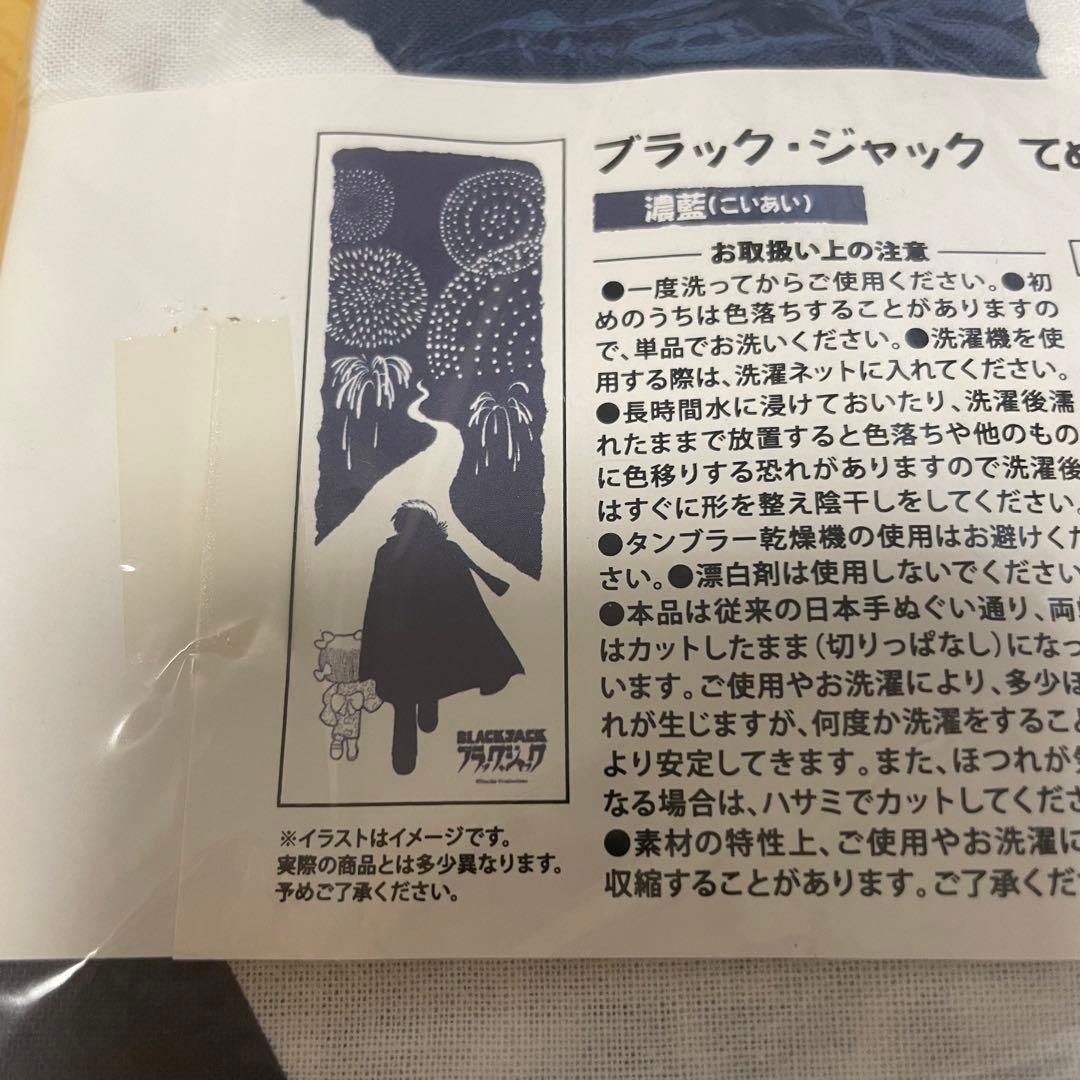 ブラック・ジャック てぬ
濃藍(こいあい)
お取扱い上の注意
●一度洗ってからご使用ください。●初
めのうちは色落ちすることがありますの
で、単品でお洗いください。●洗濯機を使
用する際は、洗濯ネットに入れてください。
●長時間水に浸けておいたり、洗濯後濡
れたままで放置すると色落ちや他のもの
に色移りする恐れがありますので洗濯後
はすぐに形を整え陰干しをしてください。
●タンブラー乾燥機の使用はお避けくだ
さい。●漂白剤は使用しないでください
●本品は従来の日本手ぬぐい通り、両
はカットしたまま(切りっぱなし)になっ
います。ご使用やお洗濯により、多少ほ
れが生じますが、何度か洗濯をすること
より安定してきます。また、ほつれが気
なる場合は、ハサミでカットしてくださ
●素材の特性上、ご使用やお洗濯に
収縮することがあります。ご了承くださ
BLACK JACK
ブラック・ジャック
©Tezuka Productions
※イラストはイメージです。
実際の商品とは多少異なります。
予めご了承ください。